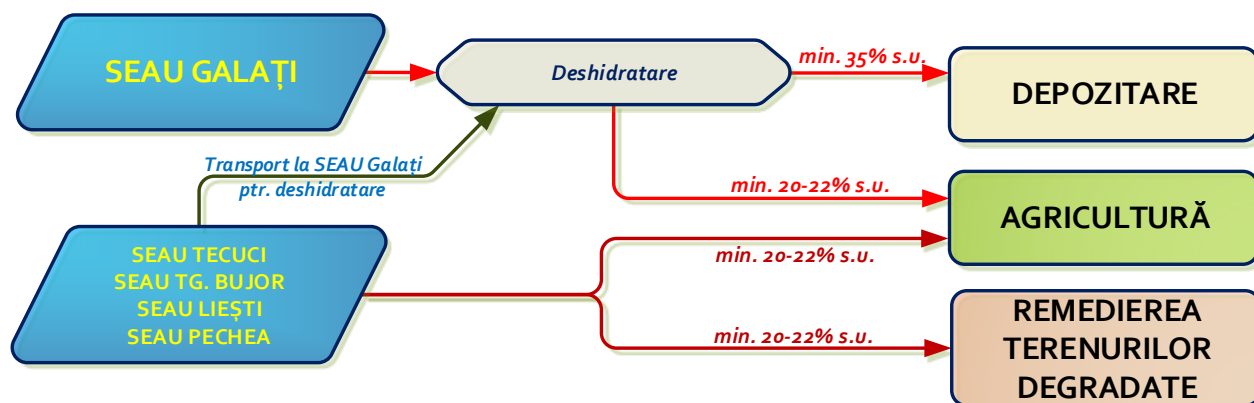 SEAU GALAȚI
Deshidratare
min. 35% s.u.
DEPOZITARE
Transport la SEAU Galați
ptr. deshidratare
min. 20-22% s.u.
AGRICULTURĂ
SEAU TECUCI
SEAU TG. BUJOR
SEAU LIEȘTI
SEAU PECHEA
min. 20-22% s.u.
min. 20-22% s.u.
REMEDIEREA
TERENURILOR
DEGRADATE